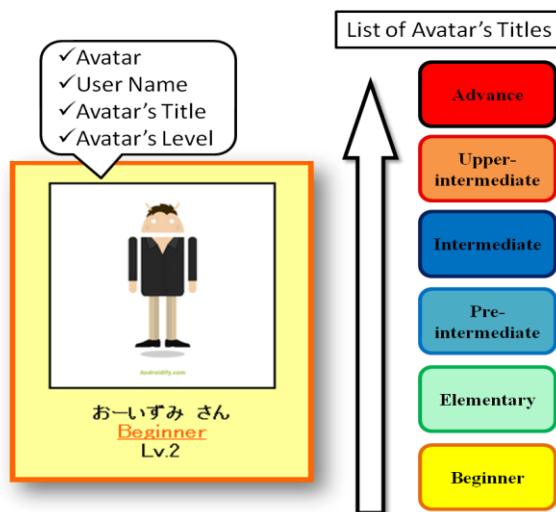 List of Avatar's Titles
✓Avatar
✓User Name
✓Avatar's Title
✓Avatar's Level
Androidify.com
おーいずみ さん
Beginner
Lv.2
Advance
Upper-
intermediate
Intermediate
Pre-
intermediate
Elementary
Beginner